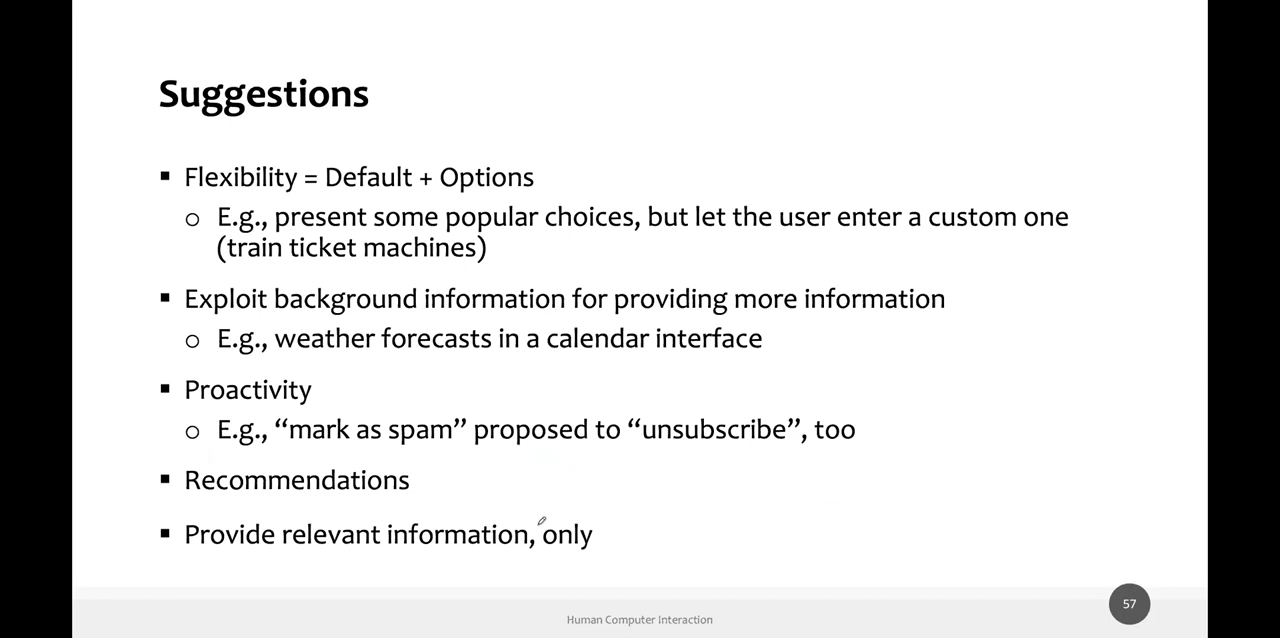 Suggestions
▪ Flexibility = Default + Options
o E.g., present some popular choices, but let the user enter a custom one
(train ticket machines)
▪ Exploit background information for providing more information
o E.g., weather forecasts in a calendar interface
▪ Proactivity
o E.g., “mark as spam” proposed to “unsubscribe”, too
▪ Recommendations
▪ Provide relevant information, only
57
Human Computer Interaction